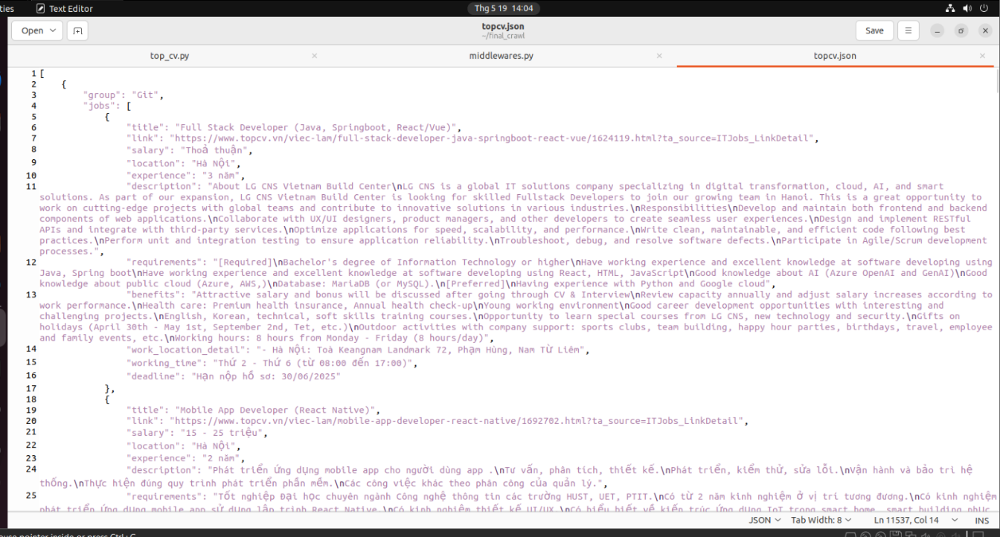 ties
Text Editor
Thg 5 19 14:04
Open
topcv.json
~/final_crawl
Save
top_cv.py
middlewares.py
topcv.json
1 [
2 {
3 "group": "Git",
4 "jobs": [
5 {
6 "title": "Full Stack Developer (Java, Springboot, React/Vue)",
7 "link": "https://www.topcv.vn/viec-lam/full-stack-developer-java-springboot-react-vue/1624119.html?ta_source=ITJobs_LinkDetail",
8 "salary": "Thoả thuận",
9 "location": "Hà Nội",
10 "experience": "3 năm",
11 "description": "About LG CNS Vietnam Build Center\nLG CNS is a global IT solutions company specializing in digital transformation, cloud, AI, and smart
solutions. As part of our expansion, LG CNS Vietnam Build Center is looking for skilled Fullstack Developers to join our growing team in Hanoi. This is a great opportunity to
work on cutting-edge projects with global teams and contribute to innovative solutions in various industries.\nResponsibilities\nDevelop and maintain both frontend and backend
components of web applications.\nCollaborate with UX/UI designers, product managers, and other developers to create seamless user experiences.\nDesign and implement RESTful
APIs and integrate with third-party services.\nOptimize applications for speed, scalability, and performance.\nWrite clean, maintainable, and efficient code following best
practices.\nPerform unit and integration testing to ensure application reliability.\nTroubleshoot, debug, and resolve software defects.\nParticipate in Agile/Scrum development
processes.",
12 "requirements": "[Required]\nBachelor's degree of Information Technology or higher\nHave working experience and excellent knowledge at software developing using
Java, Spring boot\nHave working experience and excellent knowledge at software developing using React, HTML, JavaScript\nGood knowledge about AI (Azure OpenAI and GenAI)\nGood
knowledge about public cloud (Azure, AWS,)\nDatabase: MariaDB (or MySQL).\n[Preferred]\nHaving experience with Python and Google cloud",
13 "benefits": "Attractive salary and bonus will be discussed after going through CV & Interview\nReview capacity annually and adjust salary increases according to
work performance.\nHealth care: Premium health insurance, Annual health check-up\nYoung working environment\nGood career development opportunities with interesting and
challenging projects.\nEnglish, Korean, technical, soft skills training courses.\nOpportunity to learn special courses from LG CNS, new technology and security.\nGifts on
holidays (April 30th - May 1st, September 2nd, Tet, etc.)\nOutdoor activities with company support: sports clubs, team building, happy hour parties, birthdays, travel, employee
and family events, etc.\nWorking hours: 8 hours from Monday - Friday (8 hours/day)",
14 "work_location_detail": "- Hà Nội: Toà Keangnam Landmark 72, Phạm Hùng, Nam Từ Liêm",
15 "working_time": "Thứ 2 - Thứ 6 (từ 08:00 đến 17:00)",
16 "deadline": "Hạn nộp hồ sơ: 30/06/2025"
17 },
18 {
19 "title": "Mobile App Developer (React Native)",
20 "link": "https://www.topcv.vn/viec-lam/mobile-app-developer-react-native/1692702.html?ta_source=ITJobs_LinkDetail",
21 "salary": "15 - 25 triệu",
22 "location": "Hà Nội",
23 "experience": "2 năm",
24 "description": "Phát triển ứng dụng mobile app cho người dùng app .\nTư vấn, phân tích, thiết kế.\nPhát triển, kiểm thử, sửa lỗi.\nVận hành và bảo trì hệ
thống.\nThực hiện đúng quy trình phát triển phần mềm.\nCác công việc khác theo phân công của quản lý.",
25 "requirements": "Tốt nghiệp Đại học chuyên ngành Công nghệ thông tin các trường HUST, UET, PTIT.\nCó từ 2 năm kinh nghiệm ở vị trí tương đương.\nCó kinh nghiệm
phát triển ứng dụng mobile app sử dụng lập trình React Native.\nCó kinh nghiệm thiết kế UI/UX.\nCó hiểu biết về kiến trúc ứng dụng IoT trong smart home, smart building phục
JSON Tab Width: 8 Ln 11537, Col 14 INS
ouse pointer inside or press Ctrl+G